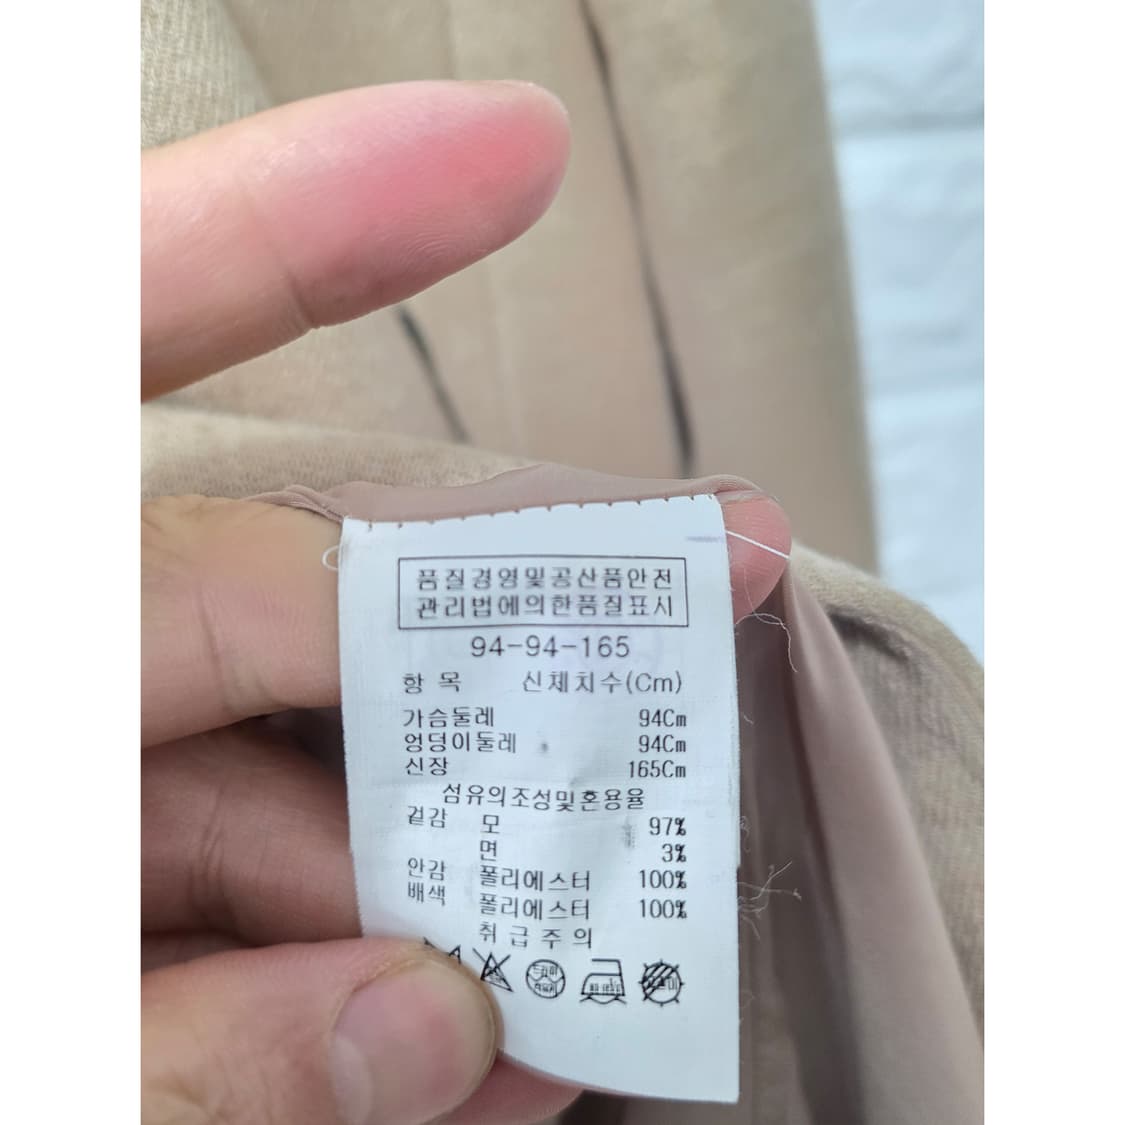 품질경영및공산품안전
관리법에의한품질표시
94-94-165
항 목 신체치수(Cm)
가슴둘레 94Cm
엉덩이둘레 94Cm
신장 165Cm
섬유의조성및혼용율
겉감 모 97%
면 3%
안감 폴리에스터 100%
배색 폴리에스터 100%
취 급 주 의
드라이